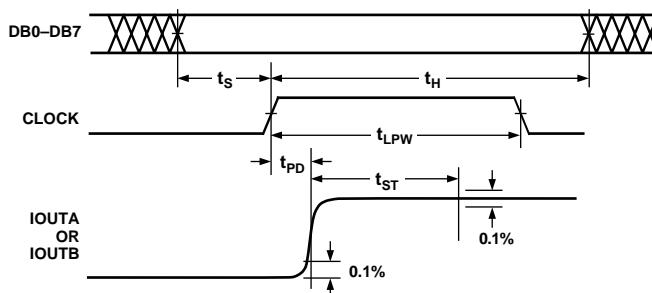 DB0–DB7
tS
tH
CLOCK
tLPW
tPD
tST
IOUTA
OR
IOUTB
0.1%
0.1%